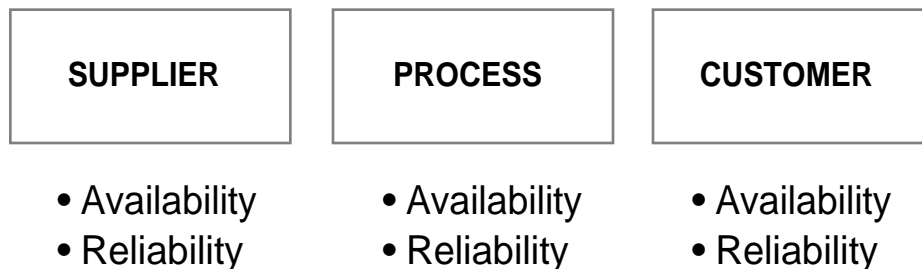 SUPPLIER PROCESS CUSTOMER
• Availability • Availability • Availability
• Reliability • Reliability • Reliability